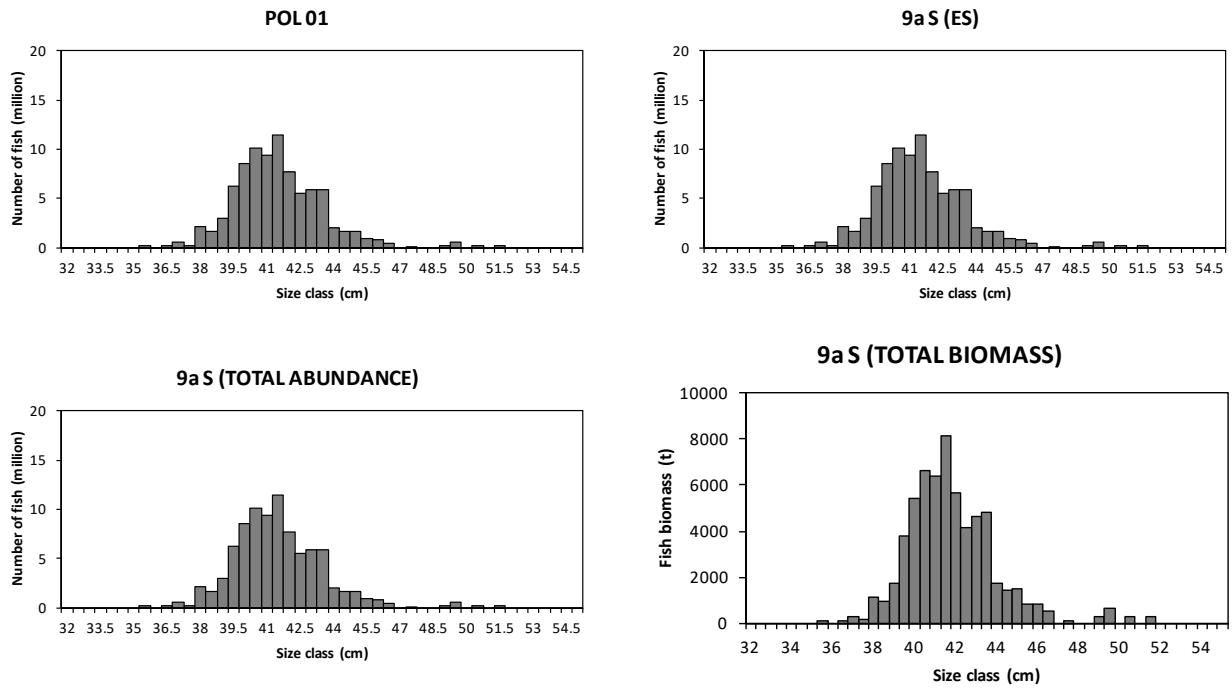 POL 01
20
15
10
5
0
Number of fish (million)
32 33.5 35 36.5 38 39.5 41 42.5 44 45.5 47 48.5 50 51.5 53 54.5
Size class (cm)
9a S (ES)
20
15
10
5
0
Number of fish (million)
32 33.5 35 36.5 38 39.5 41 42.5 44 45.5 47 48.5 50 51.5 53 54.5
Size class (cm)
9a S (TOTAL ABUNDANCE)
20
15
10
5
0
Number of fish (million)
32 33.5 35 36.5 38 39.5 41 42.5 44 45.5 47 48.5 50 51.5 53 54.5
Size class (cm)
9a S (TOTAL BIOMASS)
10000
8000
6000
4000
2000
0
Fish biomass (t)
32 34 36 38 40 42 44 46 48 50 52 54
Size class (cm)